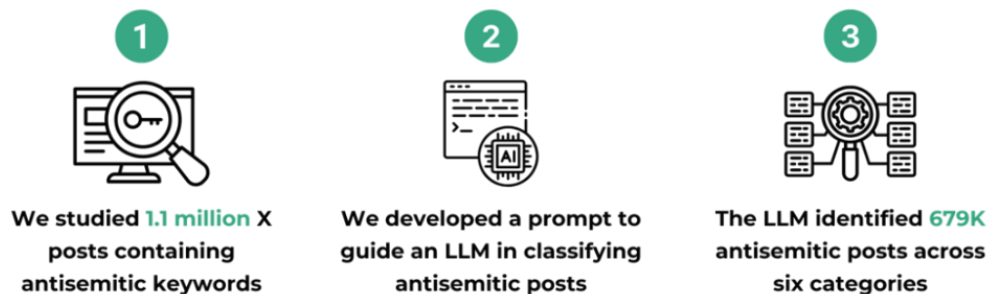 1
We studied 1.1 million X
posts containing
antisemitic keywords
2
>_
AI
We developed a prompt to
guide an LLM in classifying
antisemitic posts
3
The LLM identified 679K
antisemitic posts across
six categories